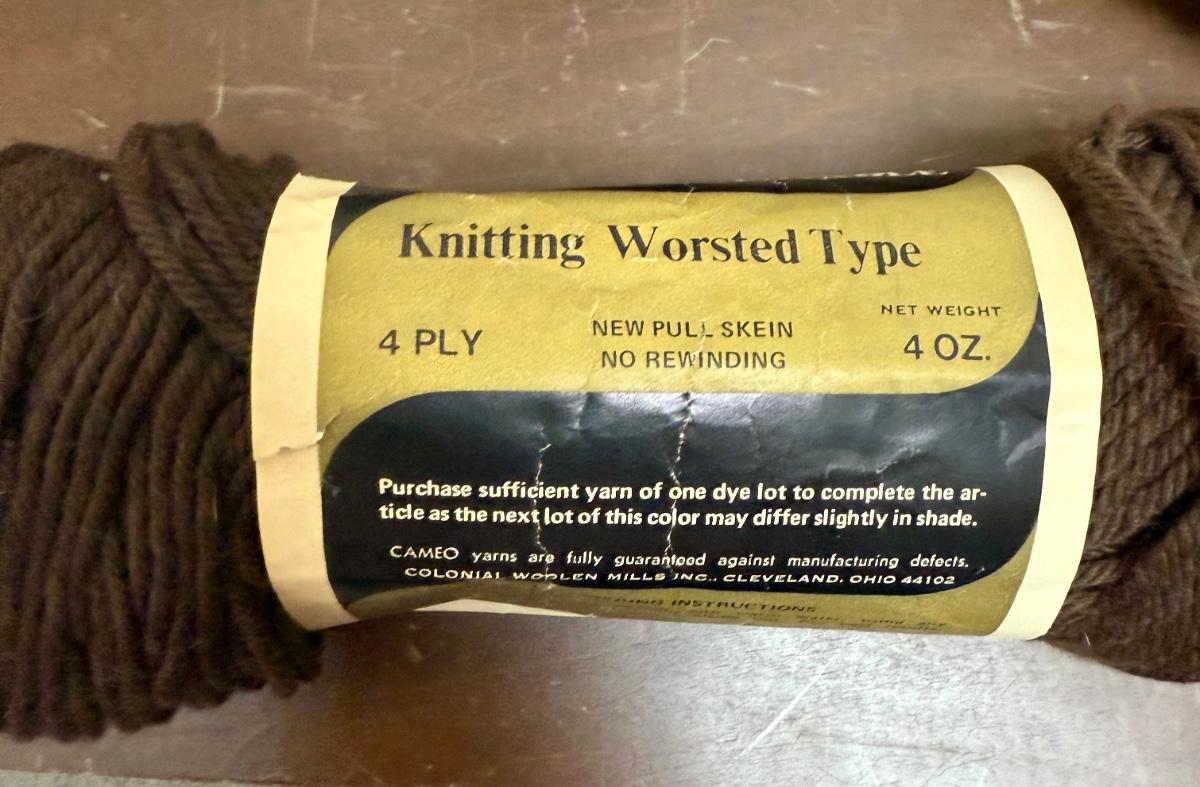 Knitting Worsted Type
4 PLY
NEW PULL SKEIN
NO REWINDING
NET WEIGHT
4 OZ.
Purchase sufficient yarn of one dye lot to complete the ar-
ticle as the next lot of this color may differ slightly in shade.
CAMEO yarns are fully guaranteed against manufacturing defects.
COLONIAL WOOLEN MILLS INC., CLEVELAND, OHIO 44102
INSTRUCTIONS